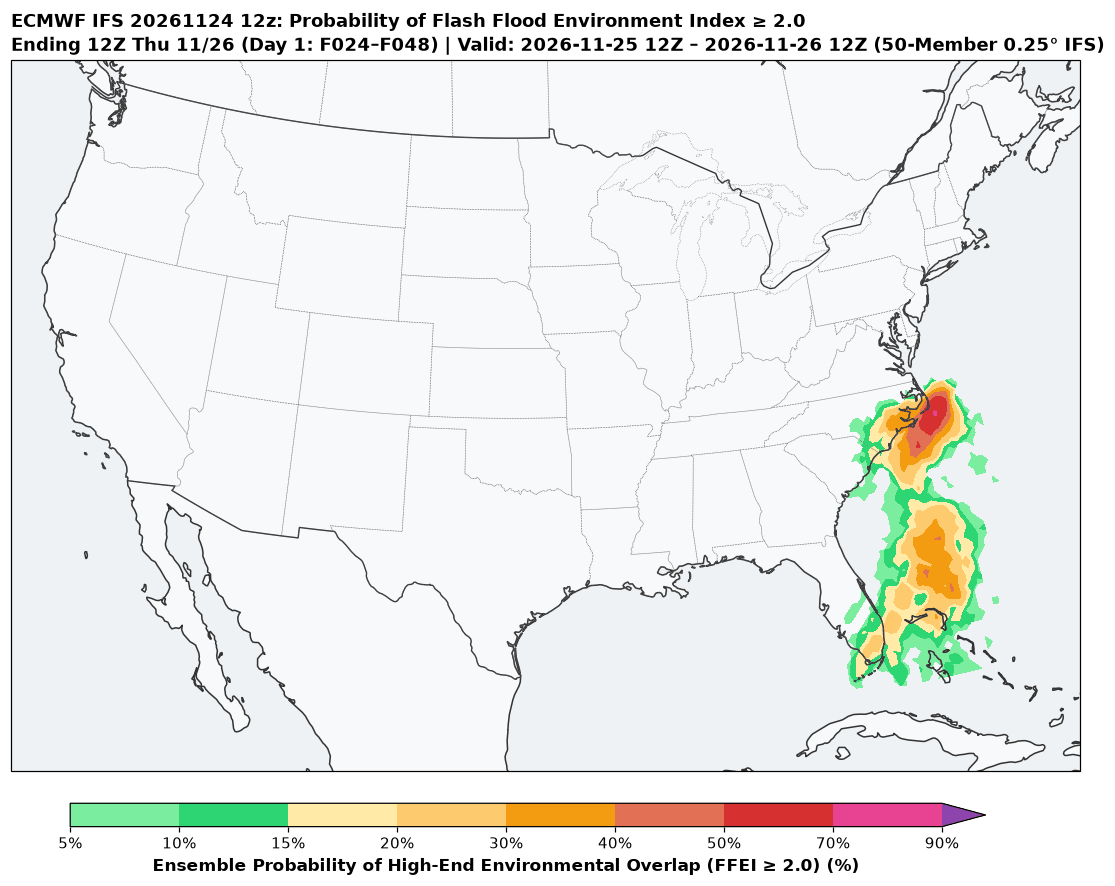 ECMWF IFS 20261124 12z: Probability of Flash Flood Environment Index ≥ 2.0
Ending 12Z Thu 11/26 (Day 1: F024–F048) | Valid: 2026-11-25 12Z – 2026-11-26 12Z (50-Member 0.25° IFS)
5% 10% 15% 20% 30% 40% 50% 70% 90%
Ensemble Probability of High-End Environmental Overlap (FFEI ≥ 2.0) (%)